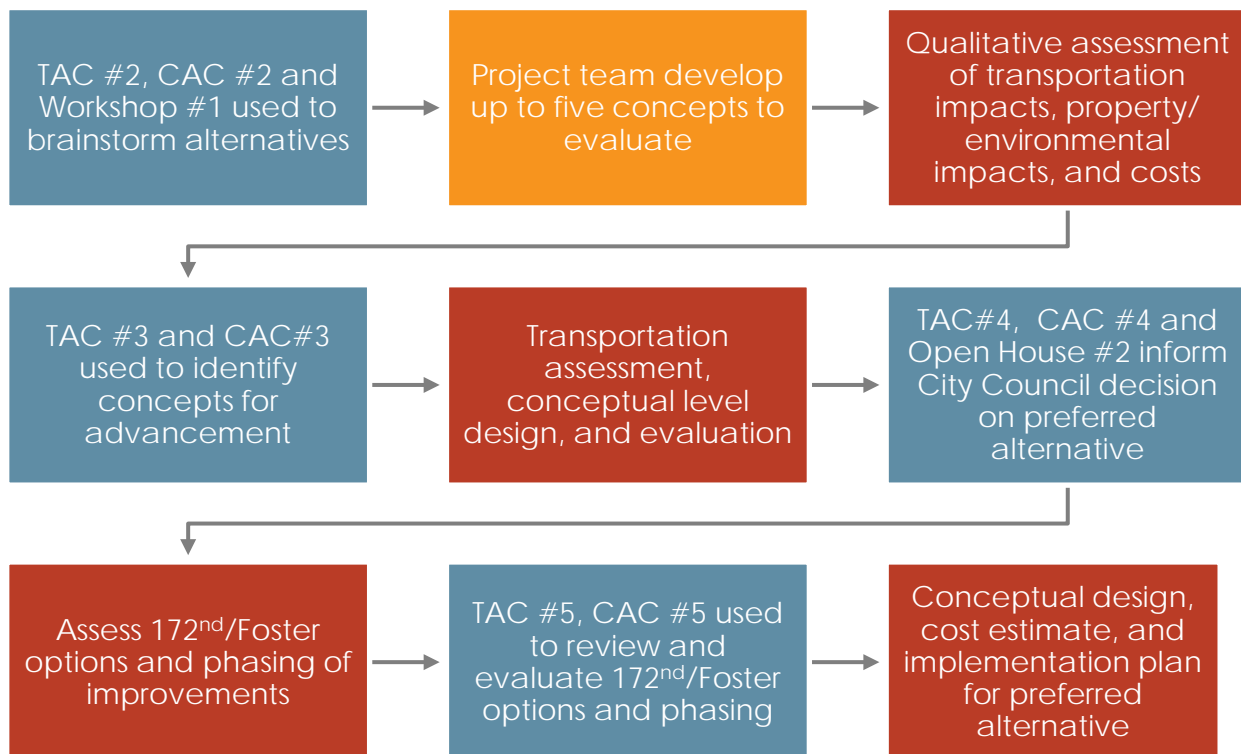 TAC #2, CAC #2 and
Workshop #1 used to
brainstorm alternatives
Project team develop
up to five concepts to
evaluate
Qualitative assessment
of transportation
impacts, property/
environmental
impacts, and costs
TAC #3 and CAC#3
used to identify
concepts for
advancement
Transportation
assessment,
conceptual level
design, and evaluation
TAC#4, CAC #4 and
Open House #2 inform
City Council decision
on preferred
alternative
Assess 172nd/Foster
options and phasing of
improvements
TAC #5, CAC #5 used
to review and
evaluate 172nd/Foster
options and phasing
Conceptual design,
cost estimate, and
implementation plan
for preferred
alternative